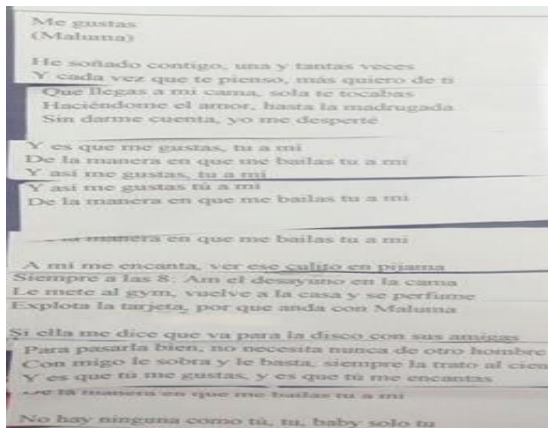 Me gustas
(Maluma)
He soñado contigo, una y tantas veces
Y cada vez que te pienso, más quiero de ti
Que llegas a mi cama, sola te tocabas
Haciéndome el amor, hasta la madrugada
Sin darme cuenta, yo me desperté
Y es que me gustas, tu a mi
De la manera en que me bailas tu a mi
Y asi me gustas, tu a mi
Y asi me gustas tú a mi
De la manera en que me bailas tu a mi
manera en que me bailas tu a mi
A mi me encanta, ver ese culito en pijama
Siempre a las 8: Am el desayuno en la cama
Le mete al gym, vuelve a la casa y se perfume
Explota la tarjeta, por que anda con Maluma
Si ella me dice que va para la disco con sus amigas
Para pasarla bien, no necesita nunca de otro hombre
Con migo le sobra y le basta, siempre la trato al cien
Y es que tú me gustas, y es que tú me encantas
De la manera en que me bailas tu a mi
No hay ninguna como tú, tu, baby solo tu